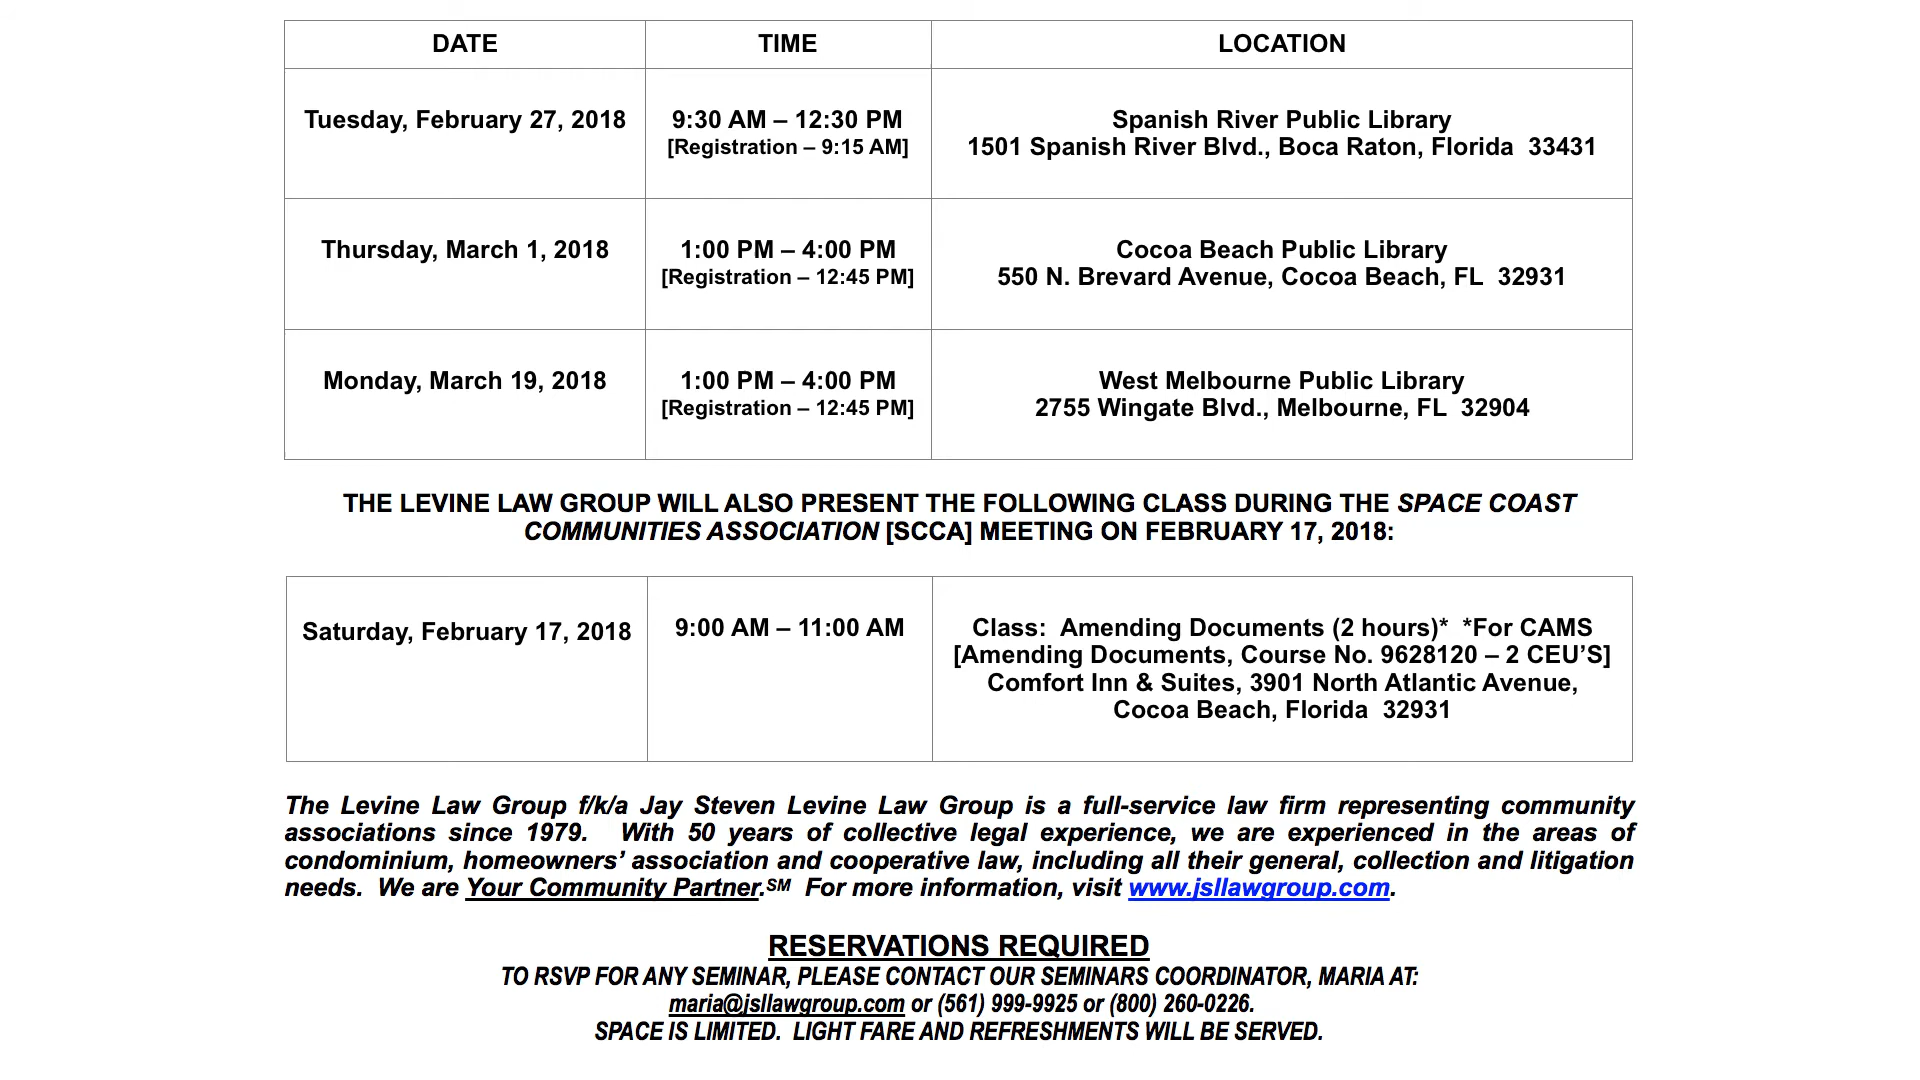 DATE TIME LOCATION
Tuesday, February 27, 2018
9:30 AM – 12:30 PM
[Registration – 9:15 AM]
Spanish River Public Library
1501 Spanish River Blvd., Boca Raton, Florida  33431
Thursday, March 1, 2018
1:00 PM – 4:00 PM
[Registration – 12:45 PM]
Cocoa Beach Public Library
550 N. Brevard Avenue, Cocoa Beach, FL  32931
Monday, March 19, 2018
1:00 PM – 4:00 PM
[Registration – 12:45 PM]
West Melbourne Public Library
2755 Wingate Blvd., Melbourne, FL  32904
THE LEVINE LAW GROUP WILL ALSO PRESENT THE FOLLOWING CLASS DURING THE SPACE COAST
COMMUNITIES ASSOCIATION [SCCA] MEETING ON FEBRUARY 17, 2018:
Saturday, February 17, 2018
9:00 AM – 11:00 AM
Class:  Amending Documents (2 hours)*  *For CAMS
[Amending Documents, Course No. 9628120 – 2 CEU’S]
Comfort Inn & Suites, 3901 North Atlantic Avenue,
Cocoa Beach, Florida  32931
The Levine Law Group f/k/a Jay Steven Levine Law Group is a full-service law firm representing community
associations since 1979.  With 50 years of collective legal experience, we are experienced in the areas of
condominium, homeowners’ association and cooperative law, including all their general, collection and litigation
needs.  We are Your Community Partner.℠  For more information, visit www.jsllawgroup.com.
RESERVATIONS REQUIRED
TO RSVP FOR ANY SEMINAR, PLEASE CONTACT OUR SEMINARS COORDINATOR, MARIA AT:
maria@jsllawgroup.com or (561) 999-9925 or (800) 260-0226.
SPACE IS LIMITED.  LIGHT FARE AND REFRESHMENTS WILL BE SERVED.